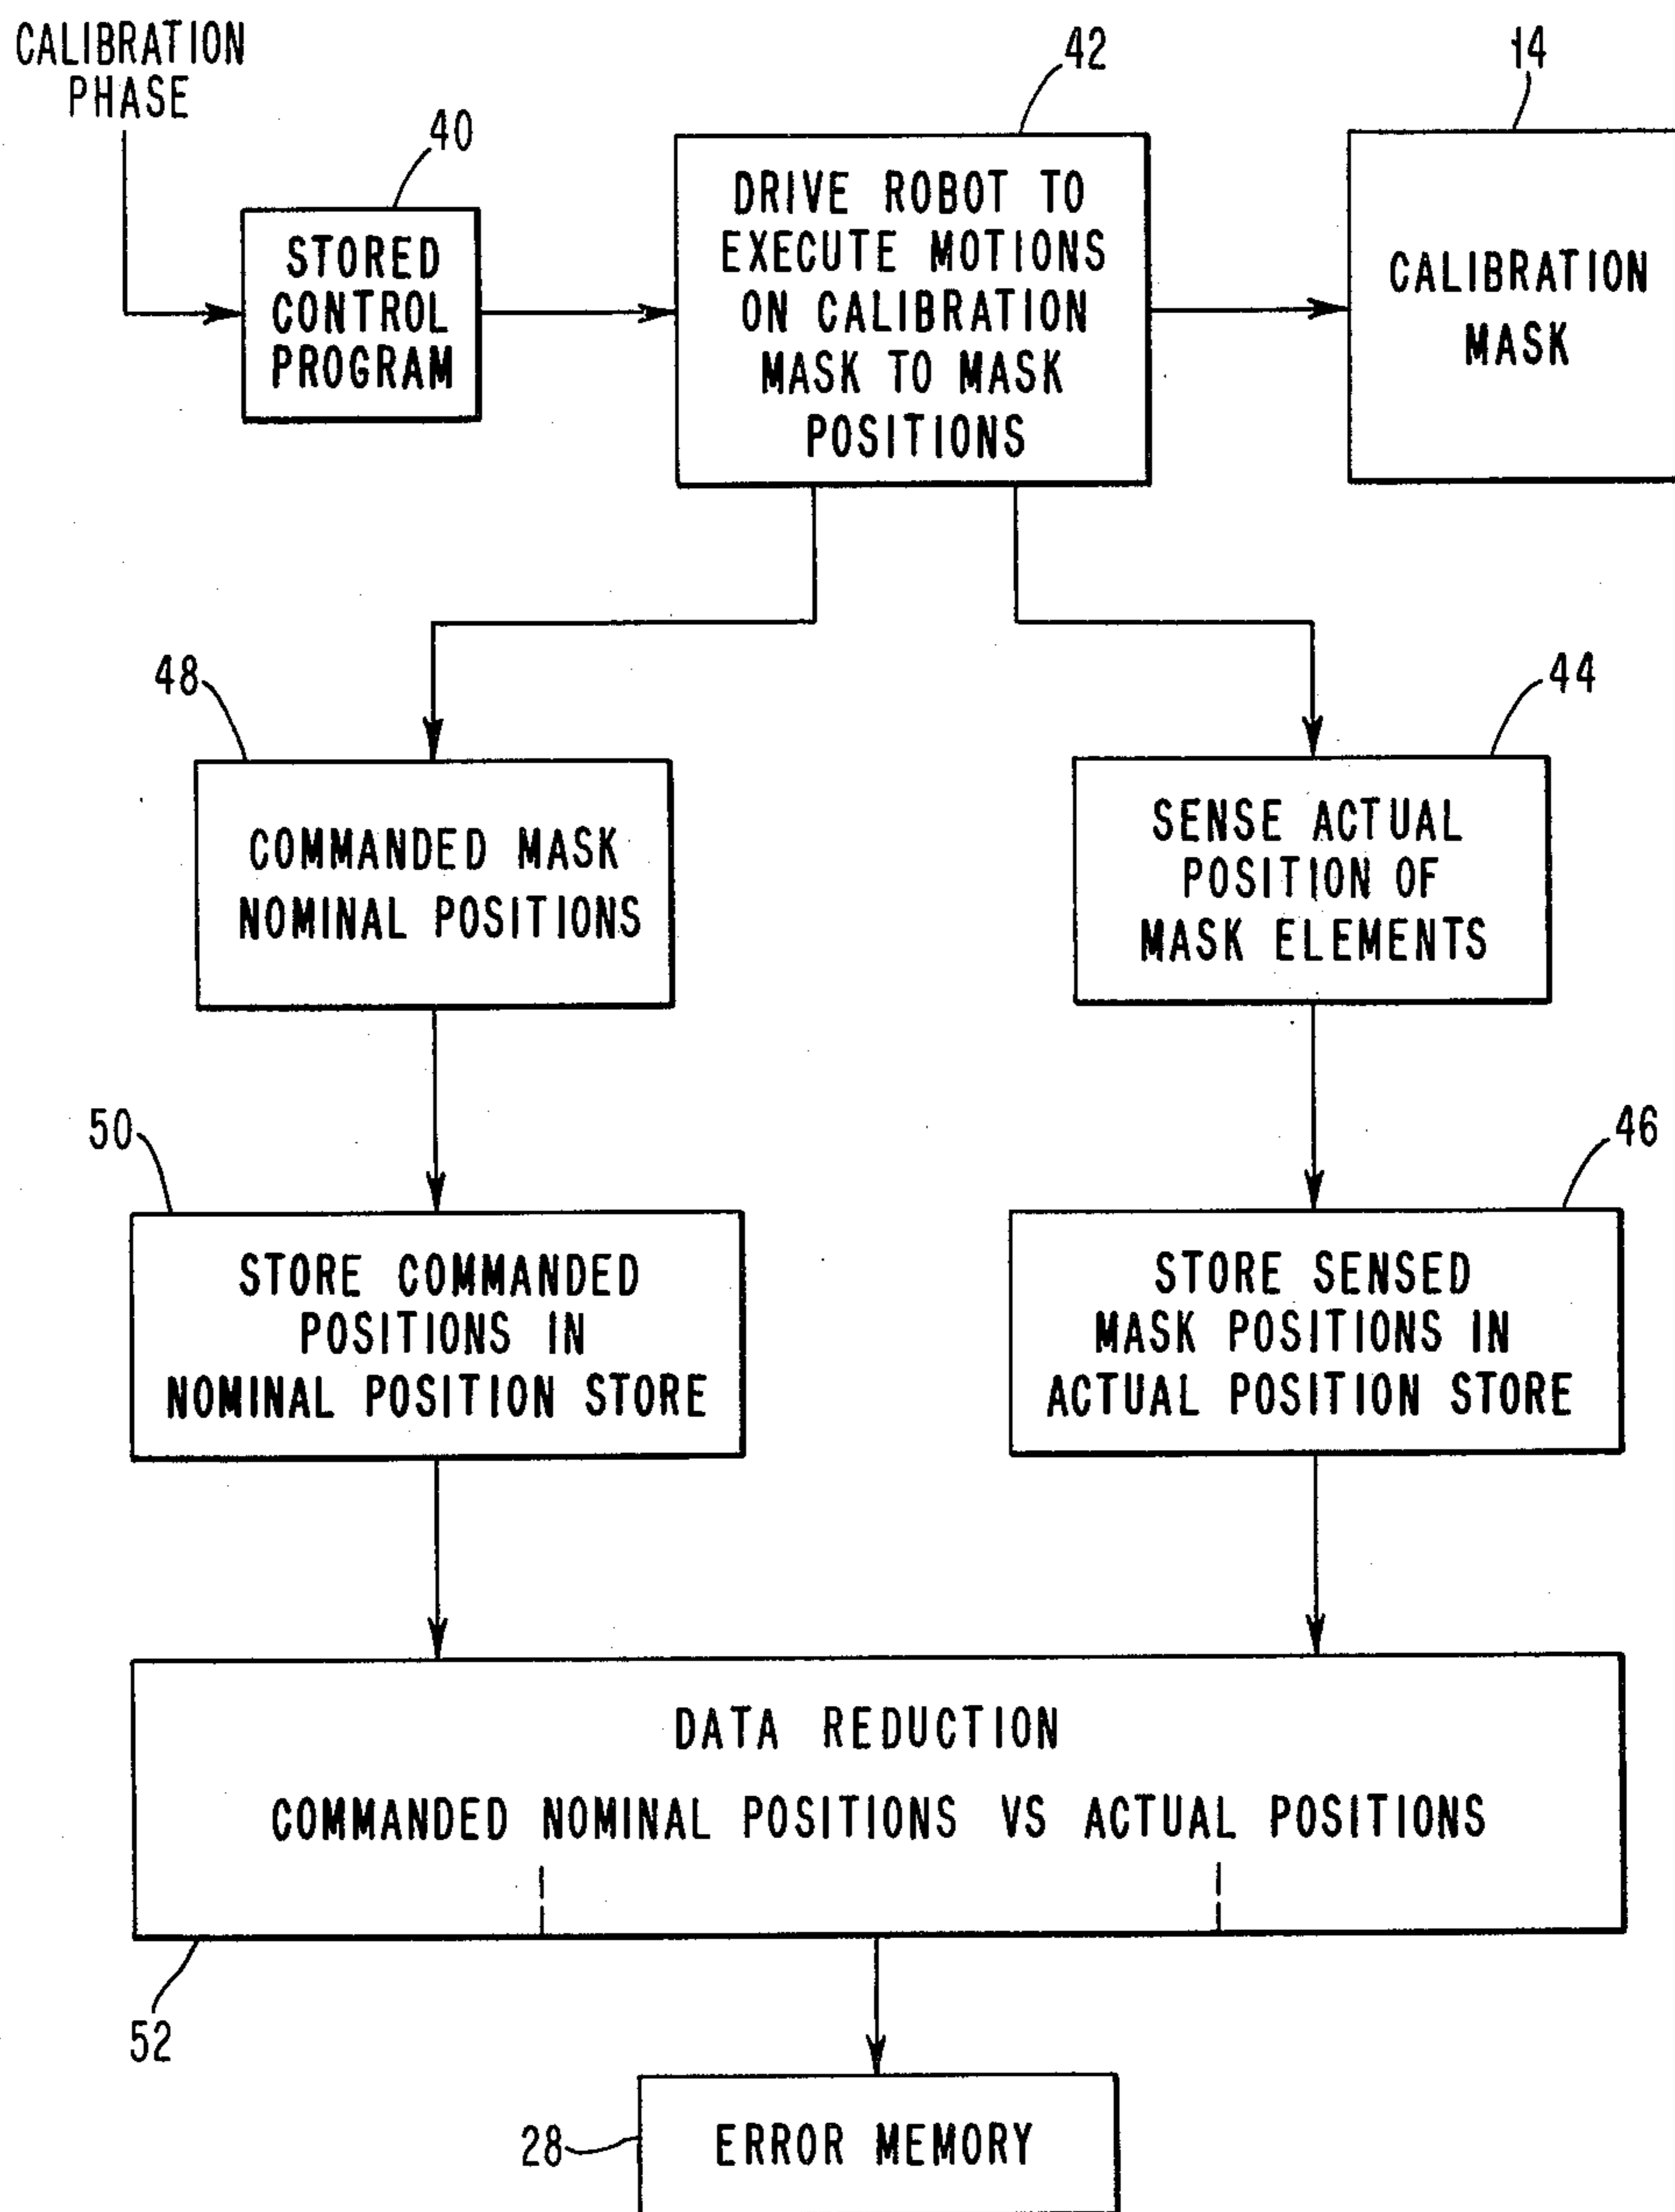 CALIBRATION
PHASE
40
42
14
STORED
CONTROL
PROGRAM
DRIVE ROBOT TO
EXECUTE MOTIONS
ON CALIBRATION
MASK TO MASK
POSITIONS
CALIBRATION
MASK
48
44
COMMANDED MASK
NOMINAL POSITIONS
SENSE ACTUAL
POSITION OF
MASK ELEMENTS
50
46
STORE COMMANDED
POSITIONS IN
NOMINAL POSITION STORE
STORE SENSED
MASK POSITIONS IN
ACTUAL POSITION STORE
DATA REDUCTION
COMMANDED NOMINAL POSITIONS VS ACTUAL POSITIONS
52
28
ERROR MEMORY